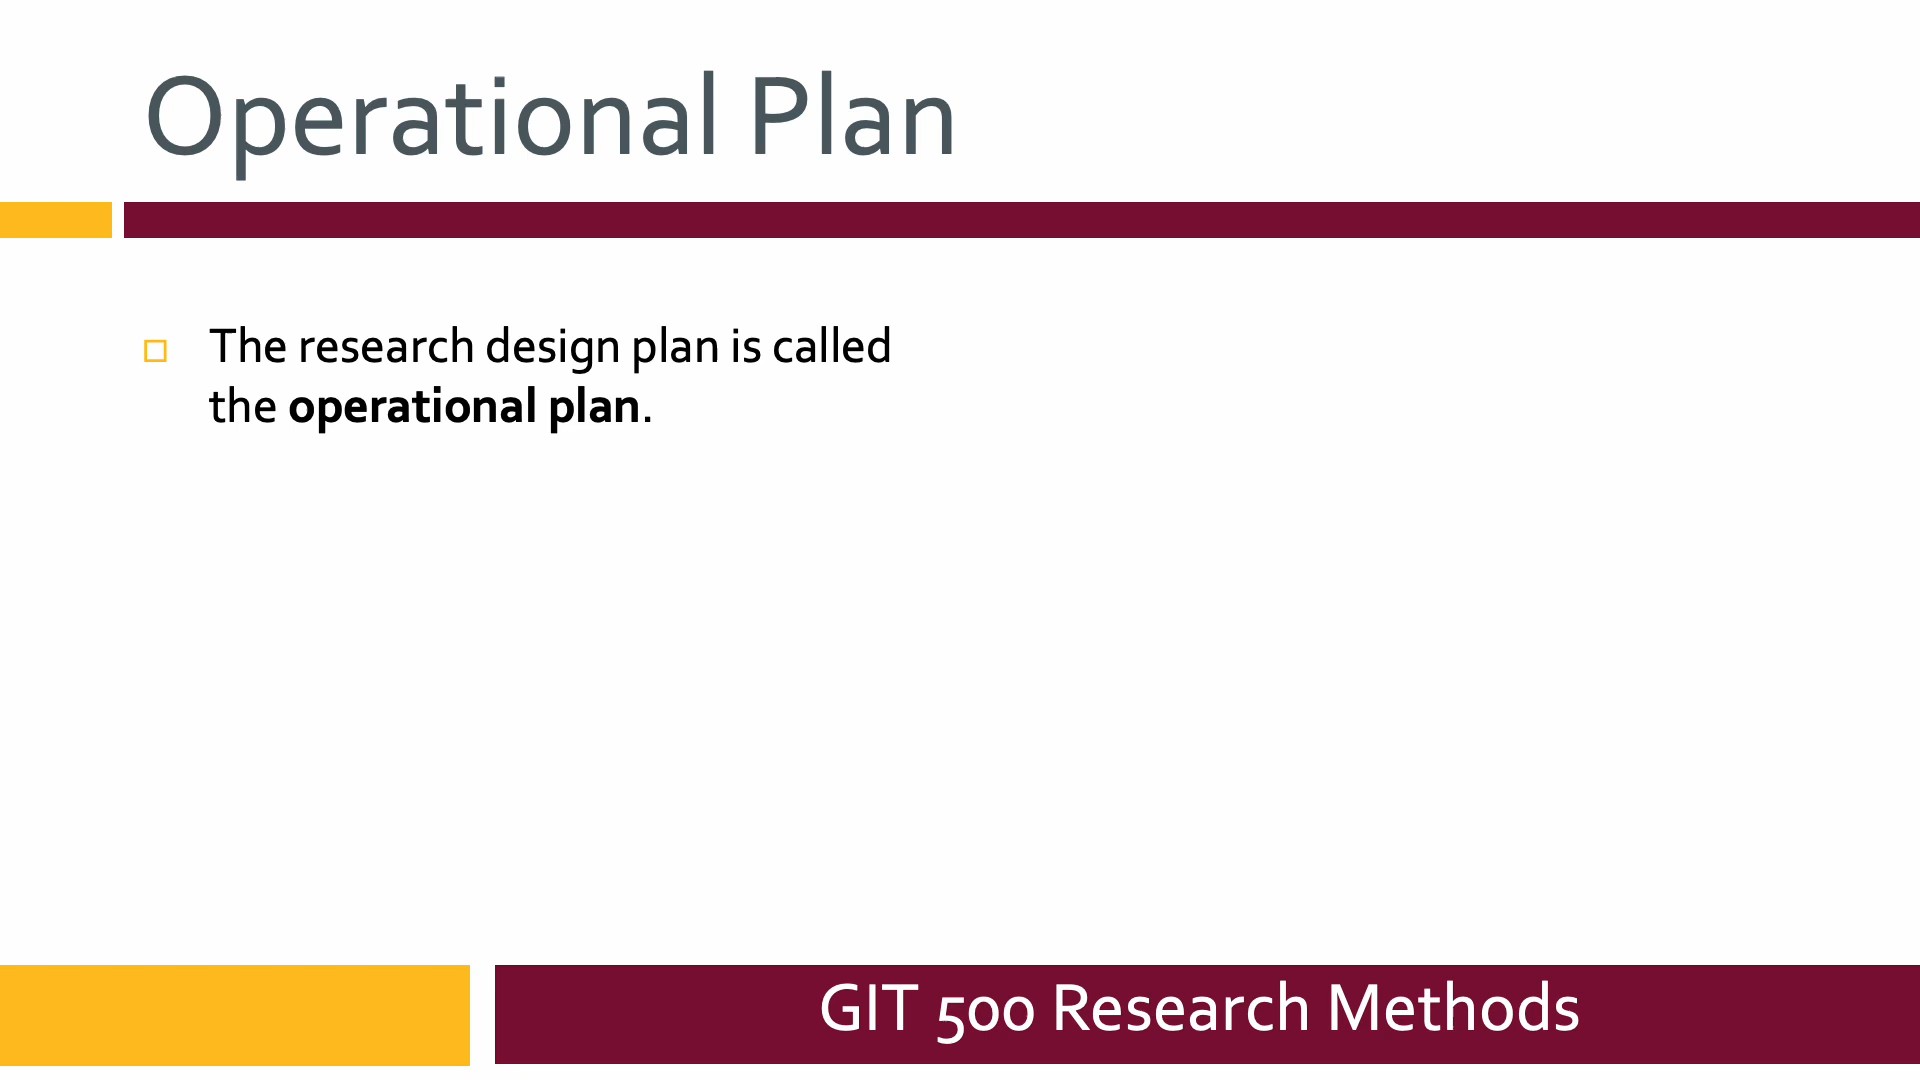 Operational Plan
The research design plan is called
the operational plan.
GIT 500 Research Methods